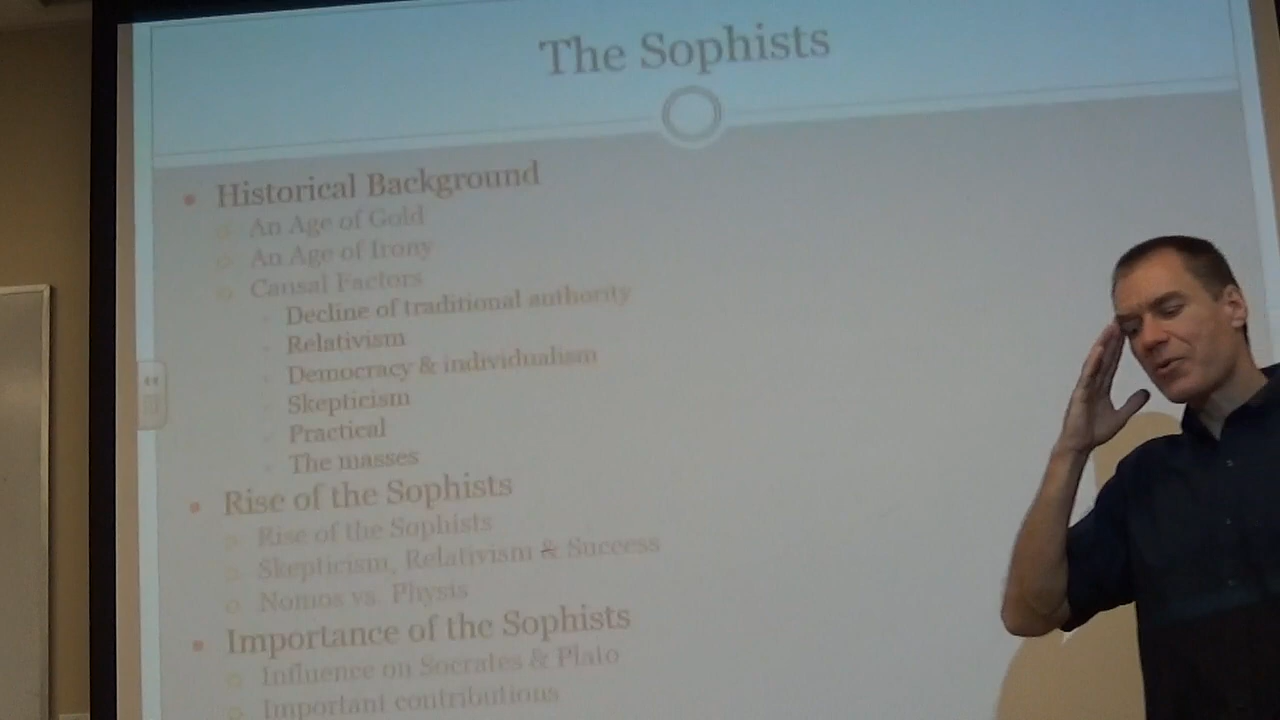 The Sophists
Historical Background
An Age of Gold
An Age of Irony
Causal Factors
Decline of traditional authority
Relativism
Democracy & individualism
Skepticism
Practical
The masses
Rise of the Sophists
Rise of the Sophists
Skepticism, Relativism & Success
Nomos vs. Physis
Importance of the Sophists
Influence on Socrates & Plato
Important contributions